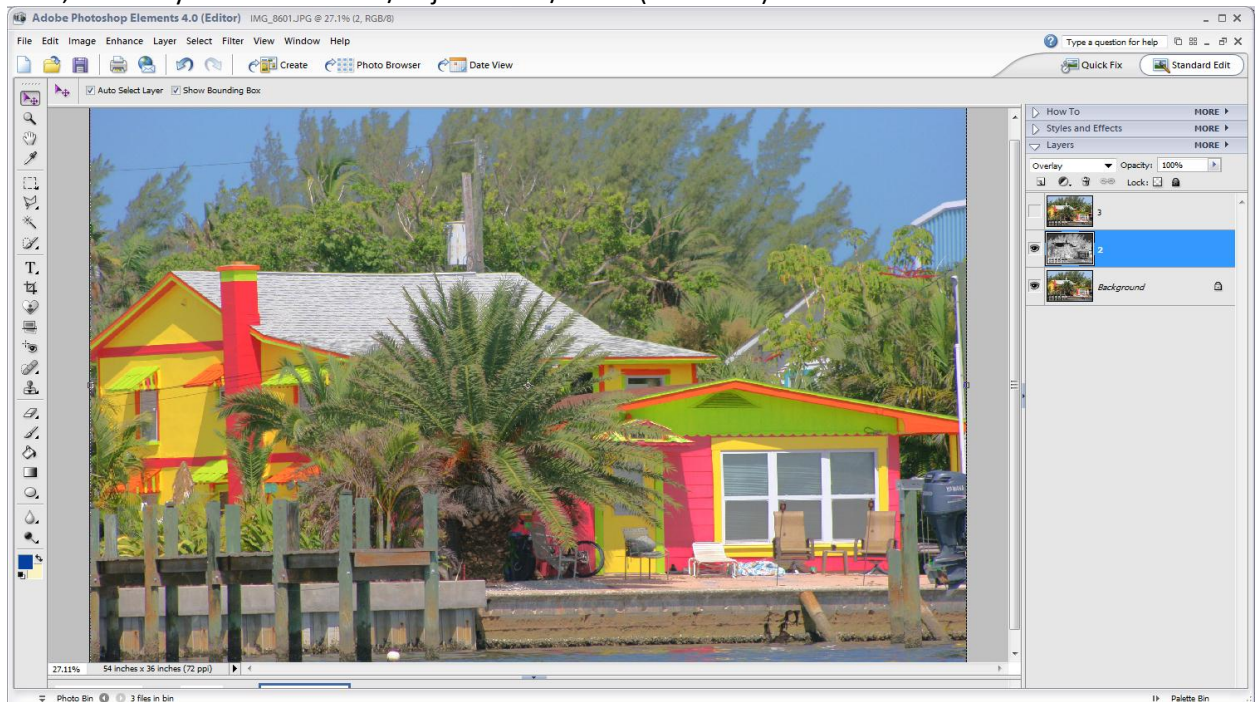 Adobe Photoshop Elements 4.0 (Editor) IMG_8601.JPG @ 27.1% (2, RGB/8)
File Edit Image Enhance Layer Select Filter View Window Help
Type a question for help
Create Photo Browser Date View
Quick Fix Standard Edit
Auto Select Layer Show Bounding Box
How To MORE
Styles and Effects MORE
Layers MORE
Overlay Opacity: 100%
Lock:
3
2
Background
27.11% 54 inches x 36 inches (72 ppi)
Photo Bin 3 files in bin
Palette Bin